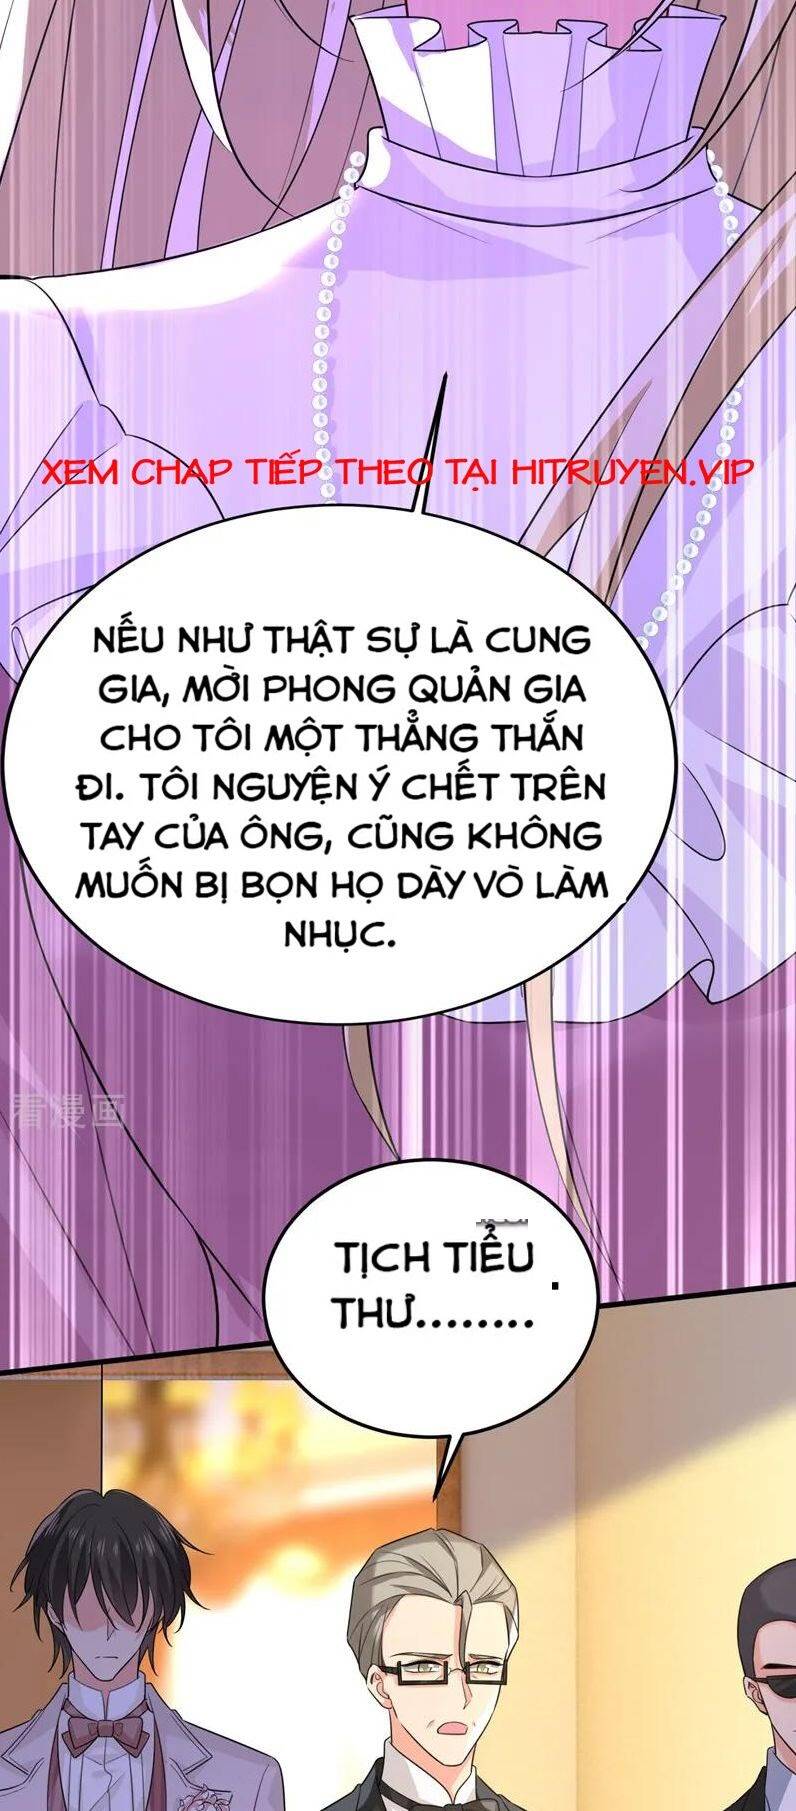 XEM CHAP TIẾP THEO TẠI HITRUYEN.VIP
NẾU NHƯ THẬT SỰ LÀ CUNG
GIA, MỜI PHONG QUẢN GIA
CHO TÔI MỘT THẲNG THẮN
ĐI. TÔI NGUYỆN Ý CHẾT TRÊN
TAY CỦA ÔNG, CŨNG KHÔNG
MUỐN BỊ BỌN HỌ DÀY VÒ LÀM
NHỤC.
看漫画
TỊCH TIỂU
THƯ........